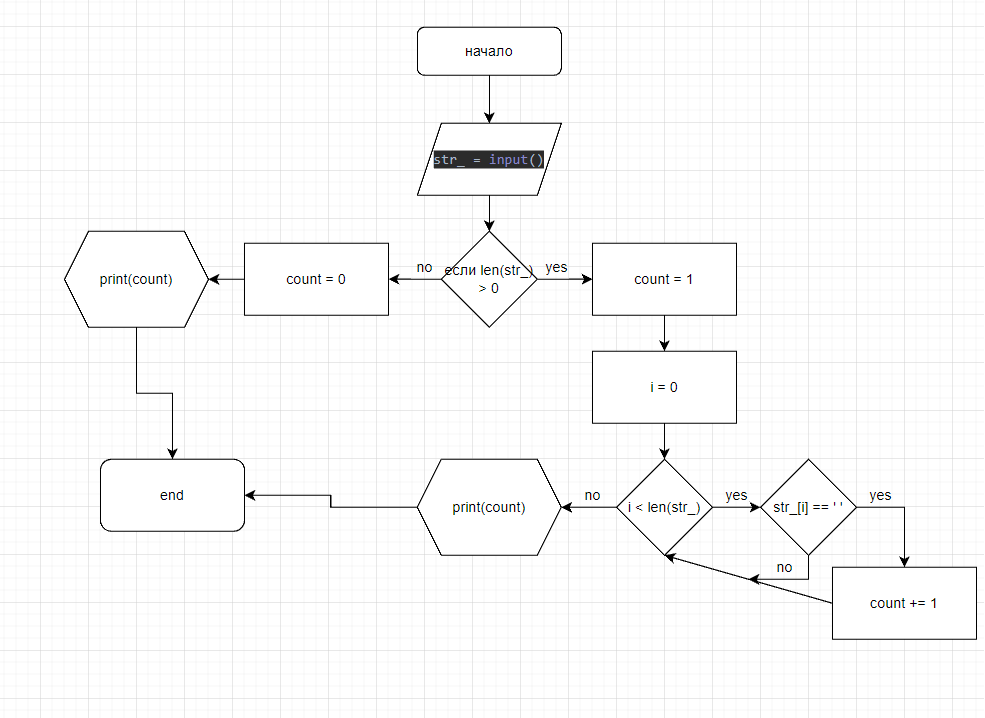 начало
str_ = input()
если len(str_)
> 0
no
yes
print(count)
count = 0
count = 1
i = 0
end
print(count)
no
i < len(str_)
yes
str_[i] == ' '
yes
no
count += 1